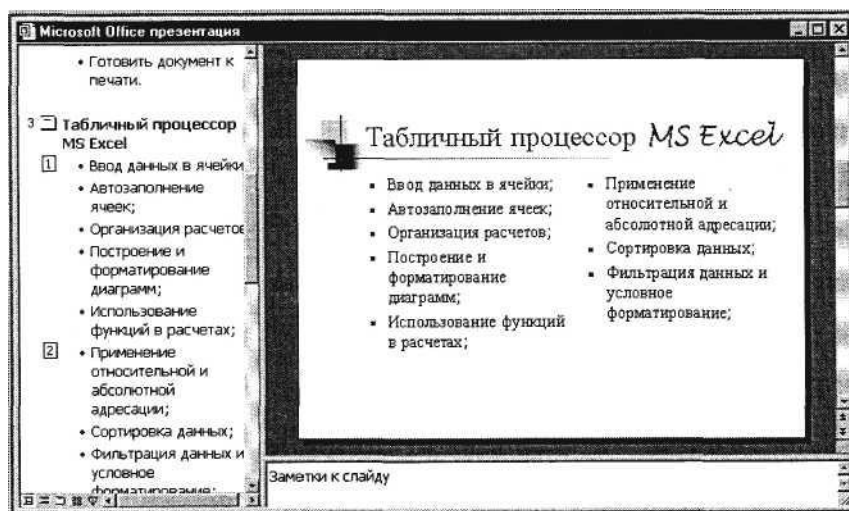 Microsoft Office презентация
• Готовить документ к
печати.
3 Табличный процессор
MS Excel
1 • Ввод данных в ячейки
• Автозаполнение
ячеек;
• Организация расчетов
• Построение и
форматирование
диаграмм;
• Использование
функций в расчетах;
2 • Применение
относительной и
абсолютной
адресации;
• Сортировка данных;
• Фильтрация данных и
условное
форматирование;
Табличный процессор MS Excel
▪ Ввод данных в ячейки;
▪ Автозаполнение ячеек;
▪ Организация расчетов;
▪ Построение и
форматирование
диаграмм;
▪ Использование функций
в расчетах;
▪ Применение
относительной и
абсолютной адресации;
▪ Сортировка данных;
▪ Фильтрация данных и
условное
форматирование;
Заметки к слайду